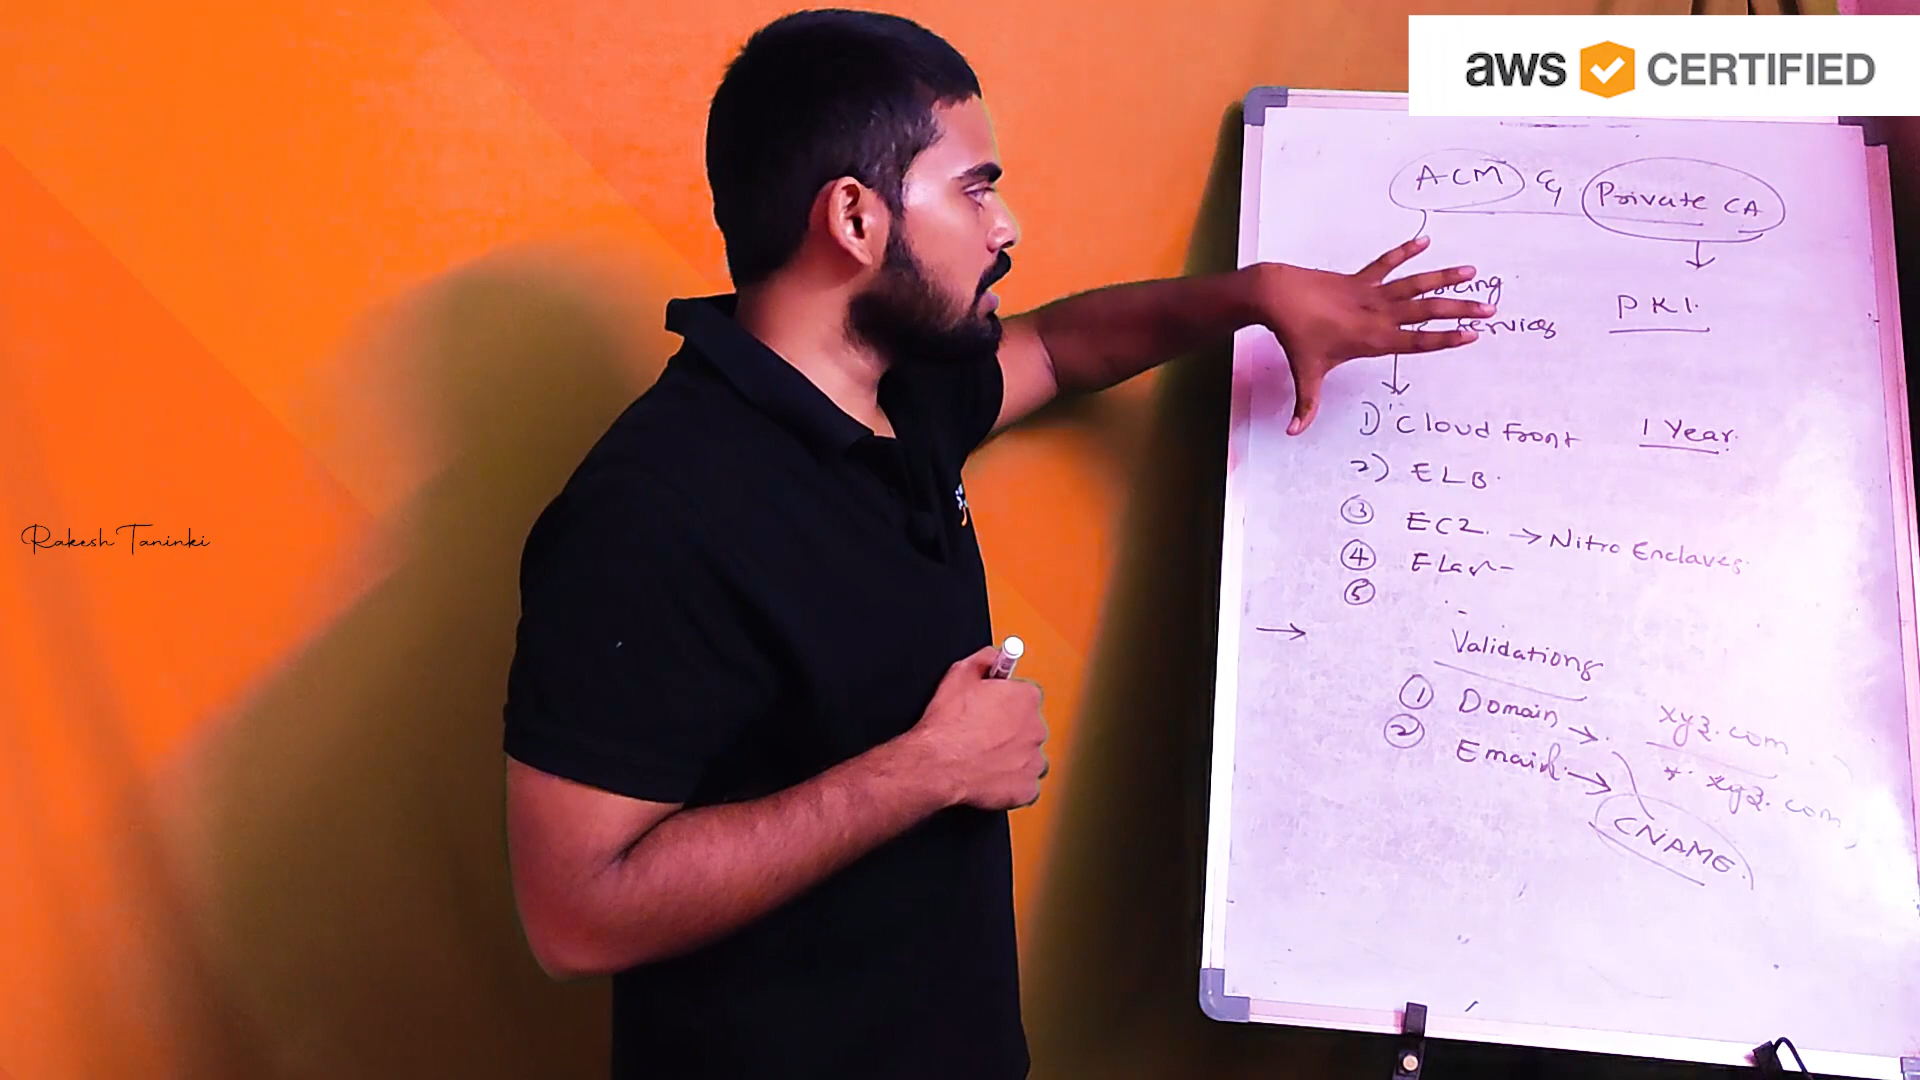 aws CERTIFIED
ACM & Private CA
PKI.
Services
1) Cloud Front 1 Year.
2) ELB.
3 EC2. → Nitro Enclaves.
4 Elas-
5
→
Validations
1 Domain → xyz.com
2 Email. → *.xyz.com
CNAME.
Rakesh Taninki